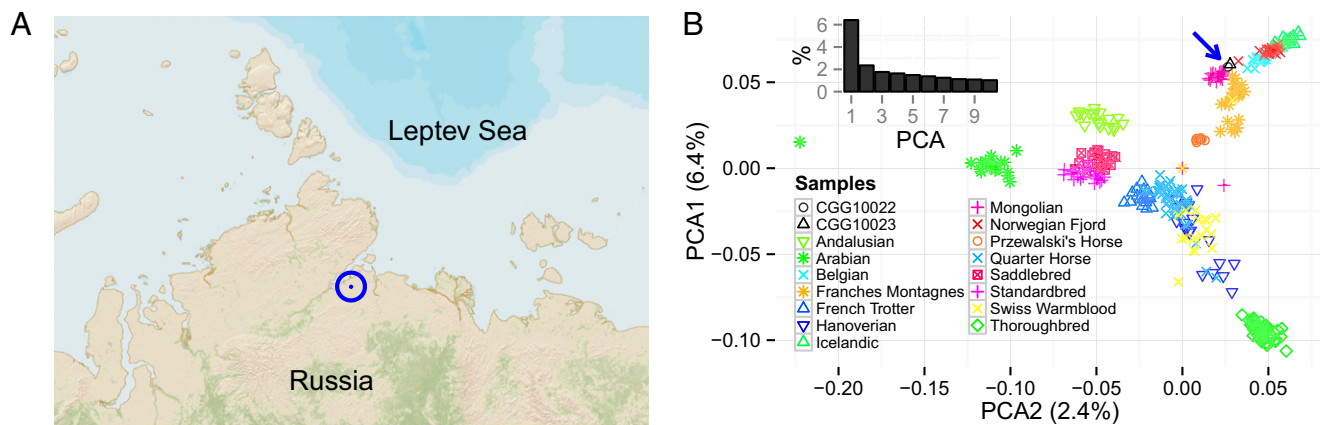 A
Leptev Sea
Russia
B
%
6
4
2
0
1
3
5
7
9
PCA
PCA1 (6.4%)
0.05
0.00
−0.05
−0.10
Samples
CGG10022
CGG10023
Andalusian
Arabian
Belgian
Franches Montagnes
French Trotter
Hanoverian
Icelandic
Mongolian
Norwegian Fjord
Przewalski's Horse
Quarter Horse
Saddlebred
Standardbred
Swiss Warmblood
Thoroughbred
−0.20
−0.15
−0.10
−0.05
0.00
0.05
PCA2 (2.4%)